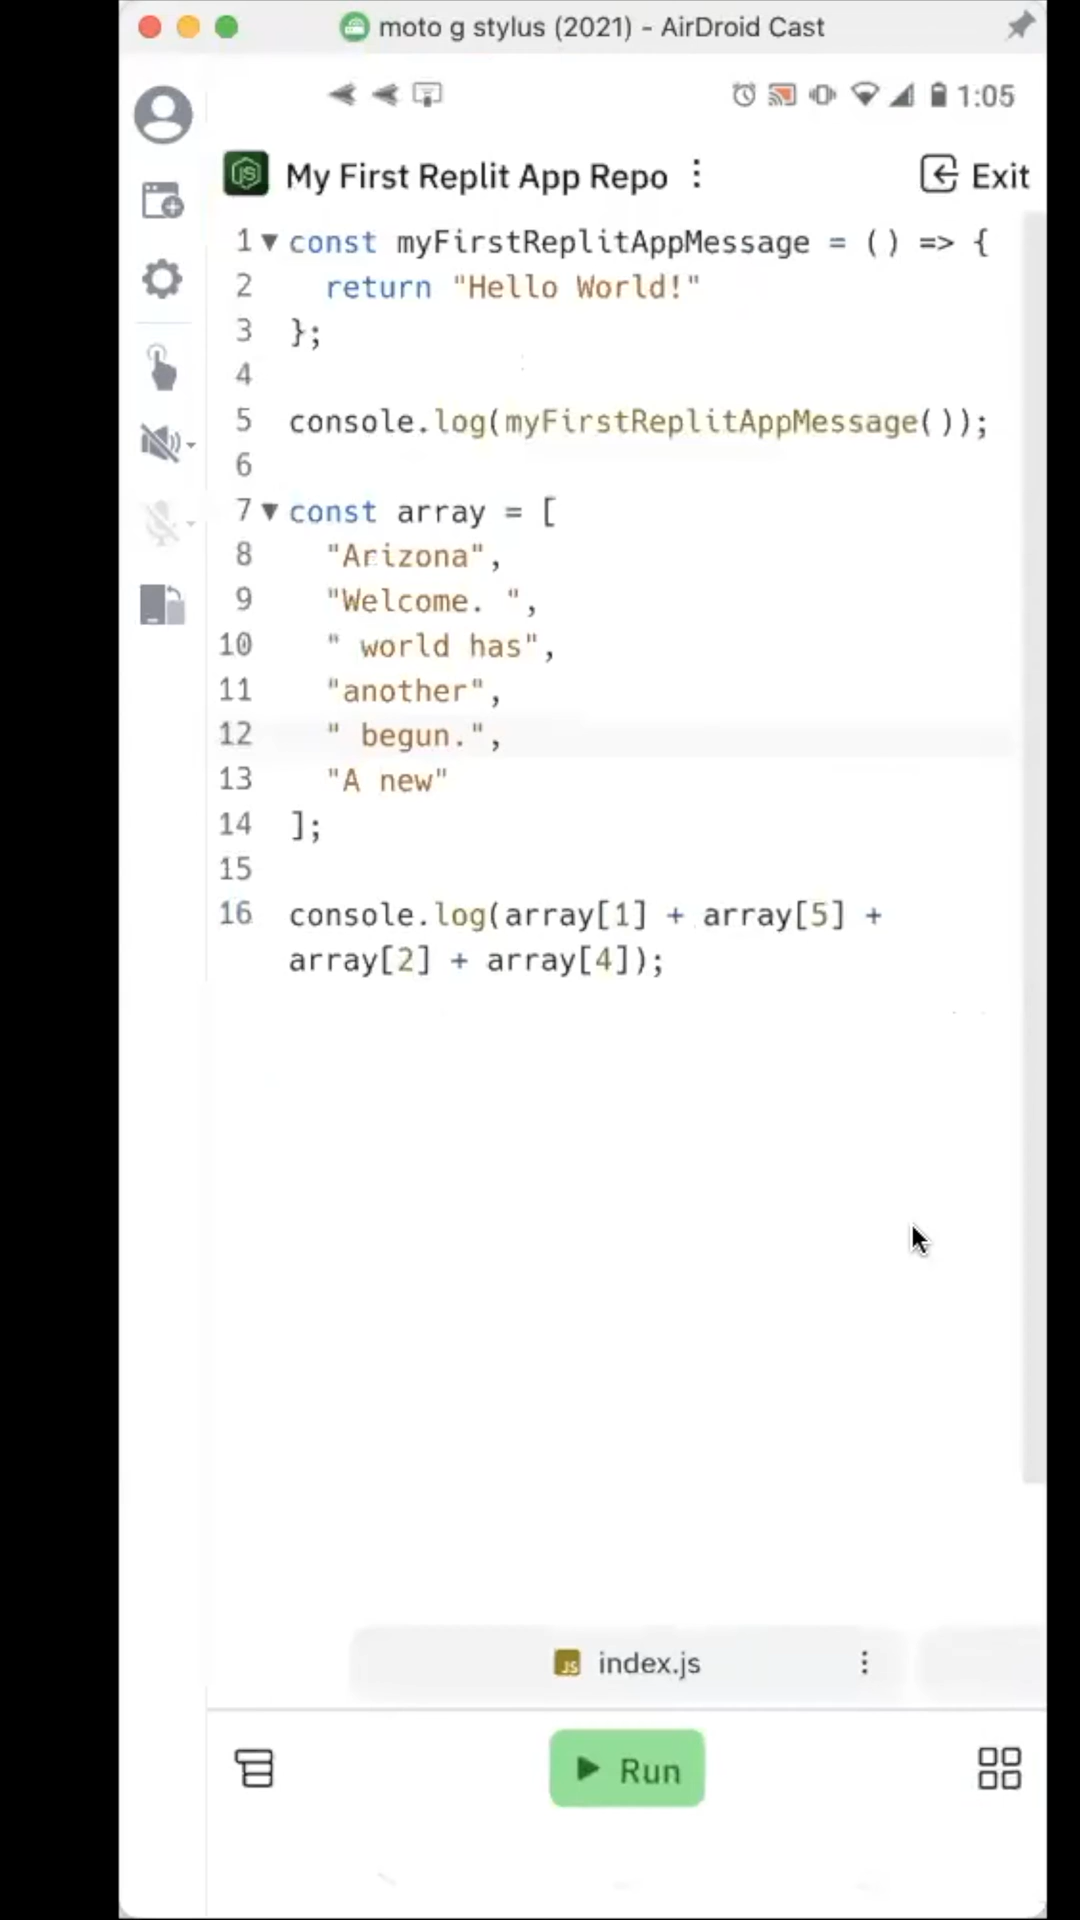 moto g stylus (2021) - AirDroid Cast
1:05
My First Replit App Repo
Exit
1 const myFirstReplitAppMessage = () => {
2 return "Hello World!"
3 };
4
5 console.log(myFirstReplitAppMessage());
6
7 const array = [
8 "Arizona",
9 "Welcome. ",
10 " world has",
11 "another",
12 " begun.",
13 "A new"
14 ];
15
16 console.log(array[1] + array[5] +
array[2] + array[4]);
JS index.js
Run